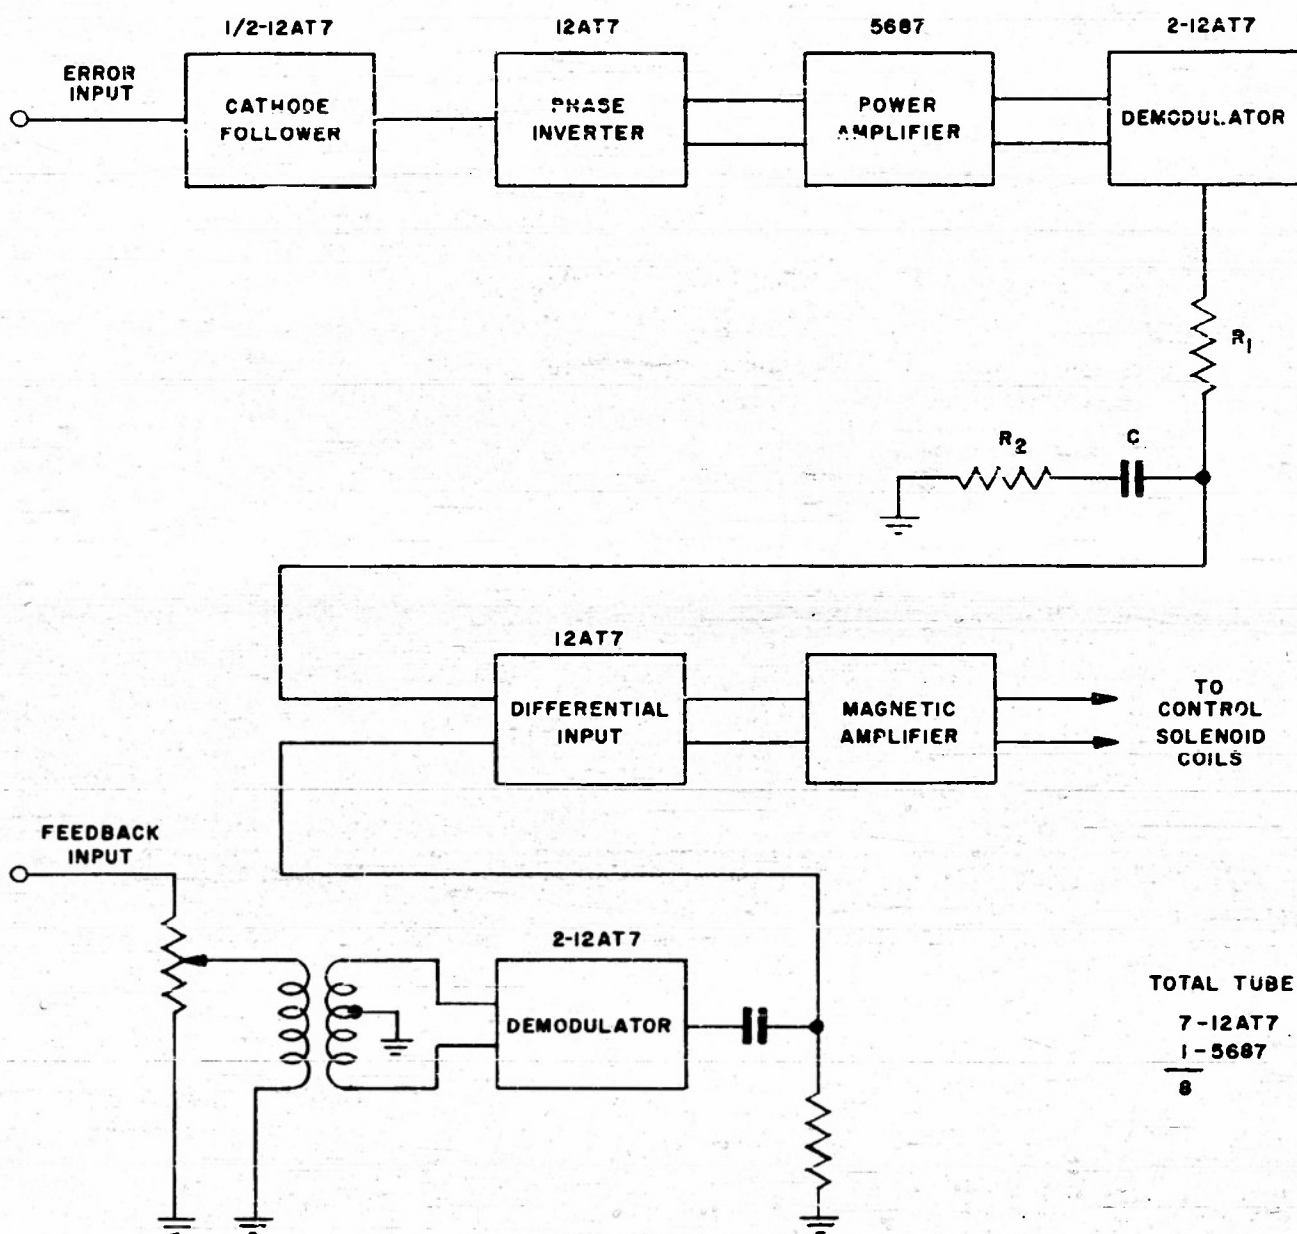 1/2-12AT7
12AT7
5687
2-12AT7
ERROR
INPUT
CATHODE
FOLLOWER
PHASE
INVERTER
POWER
AMPLIFIER
DEMODULATOR
R1
R2
C
12AT7
DIFFERENTIAL
INPUT
MAGNETIC
AMPLIFIER
TO
CONTROL
SOLENOID
COILS
FEEDBACK
INPUT
2-12AT7
DEMODULATOR
TOTAL TUBE
7-12AT7
1-5687
8